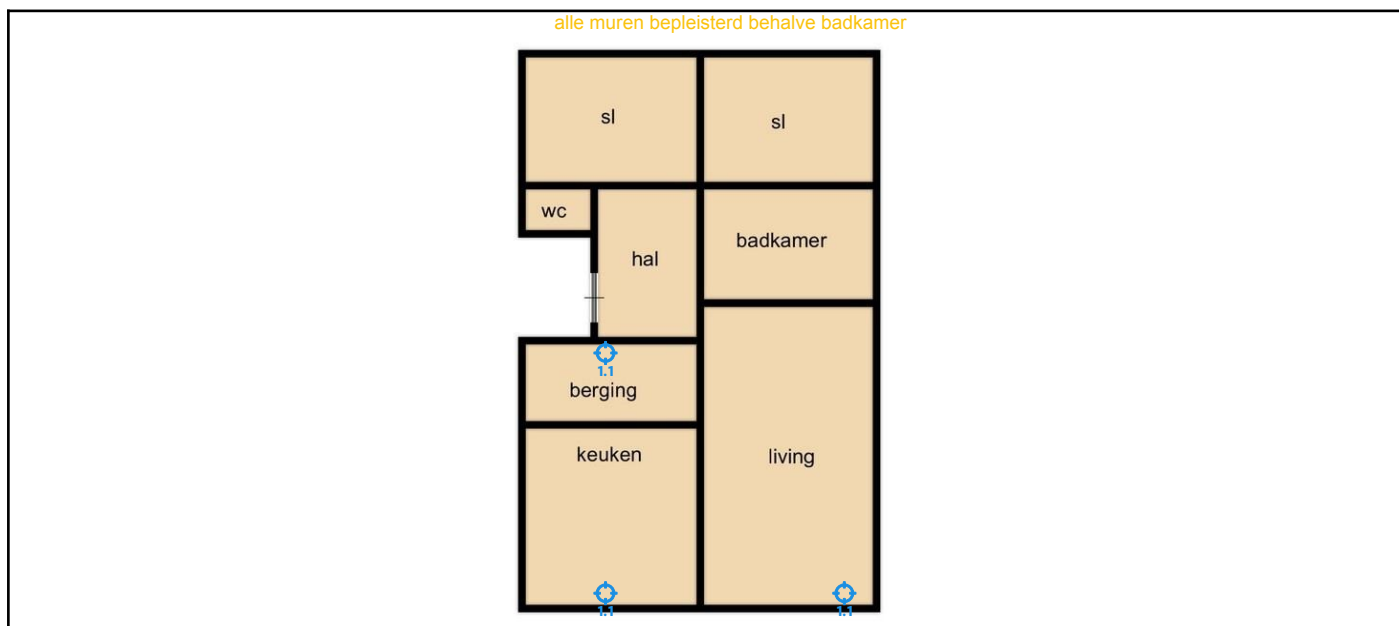 alle muren bepleisterd behalve badkamer
sl
sl
wc
badkamer
hal
1.1
berging
keuken
living
1.1
1.1